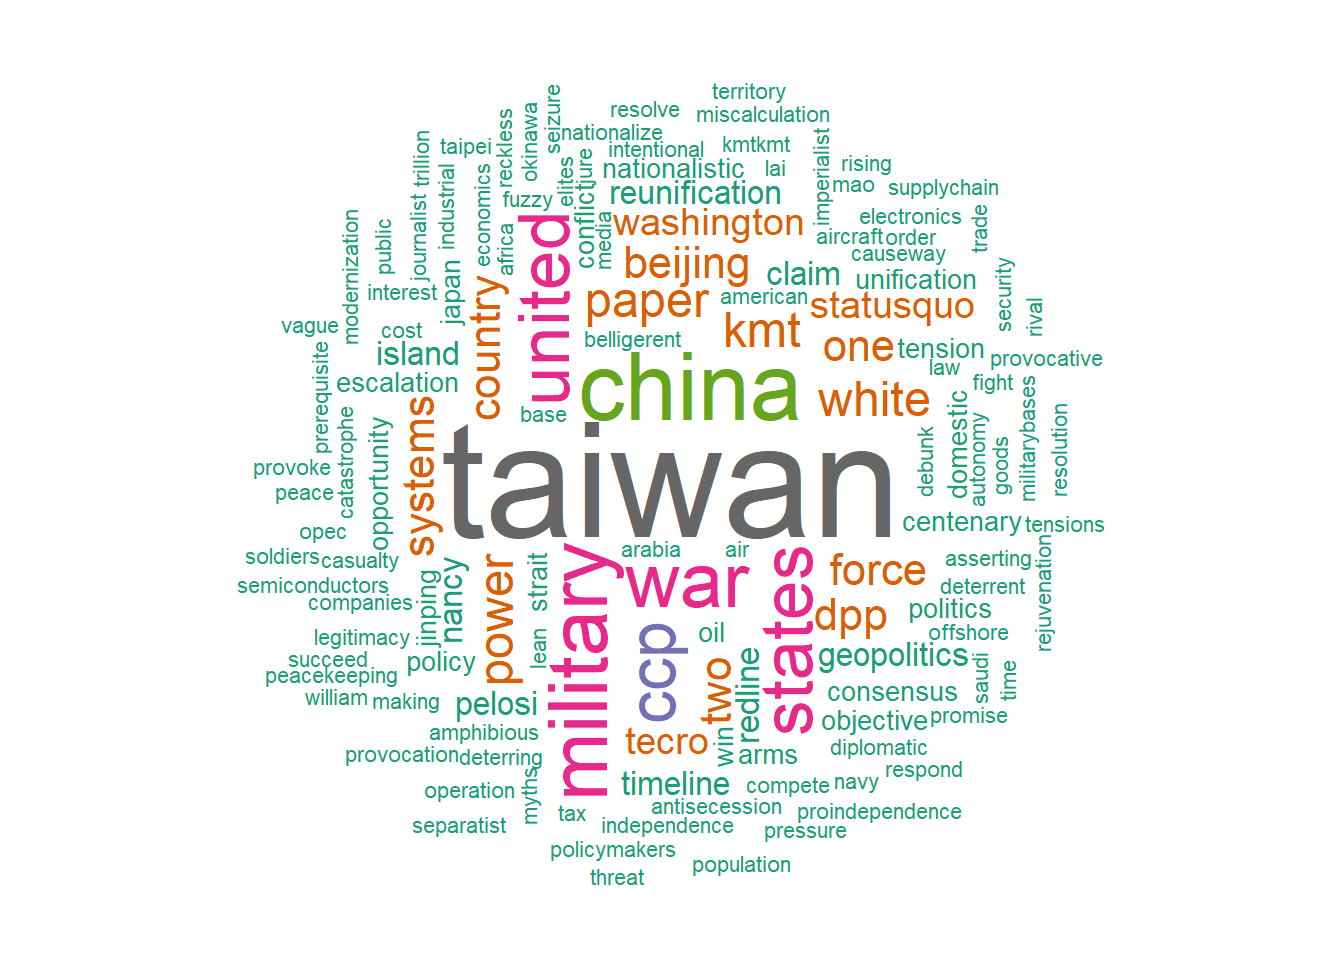 territory
resolve
miscalculation
nationalize
seizure
okinawa
reckless
taipei
intentional
kmtkmt
imperialist
rising
trillion
industrial
economics
elites
jure
nationalistic
lai
mao
supplychain
journalist
fuzzy
conflict
reunification
electronics
trade
modernization
public
africa
united
media
washington
aircraft
order
causeway
interest
japan
country
beijing
claim
unification
security
vague
cost
paper
american
statusquo
rival
island
belligerent
kmt
one
tension
provocative
prerequisite
escalation
base
china
white
law
fight
catastrophe
opportunity
systems
taiwan
debunk
domestic
autonomy
goods
militarybases
resolution
provoke
peace
opec
centenary
tensions
soldiers
casualty
arabia
air
asserting
semiconductors
companies
jinping
nancy
power
strait
military
war
states
force
deterrent
rejuvenation
legitimacy
lean
ccp
oil
dpp
politics
offshore
succeed
policy
two
redline
geopolitics
saudi
time
peacekeeping
william
making
pelosi
consensus
objective
promise
amphibious
tecro
win
arms
diplomatic
provocation
deterring
respond
operation
myths
timeline
compete
navy
separatist
tax
antisecession
proindependence
independence
pressure
policymakers
population
threat